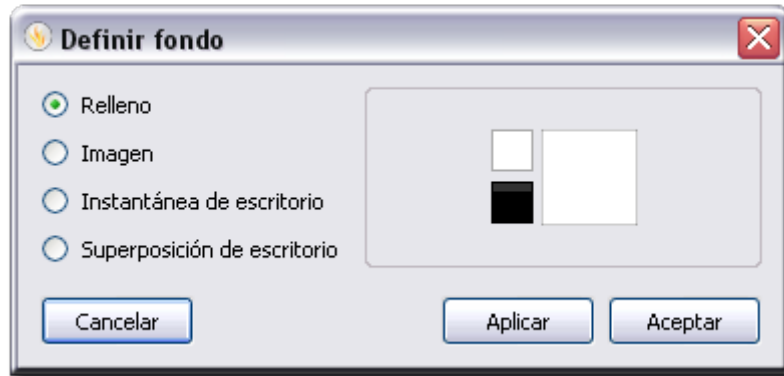 Definir fondo
Relleno
Imagen
Instantánea de escritorio
Superposición de escritorio
Cancelar
Aplicar
Aceptar